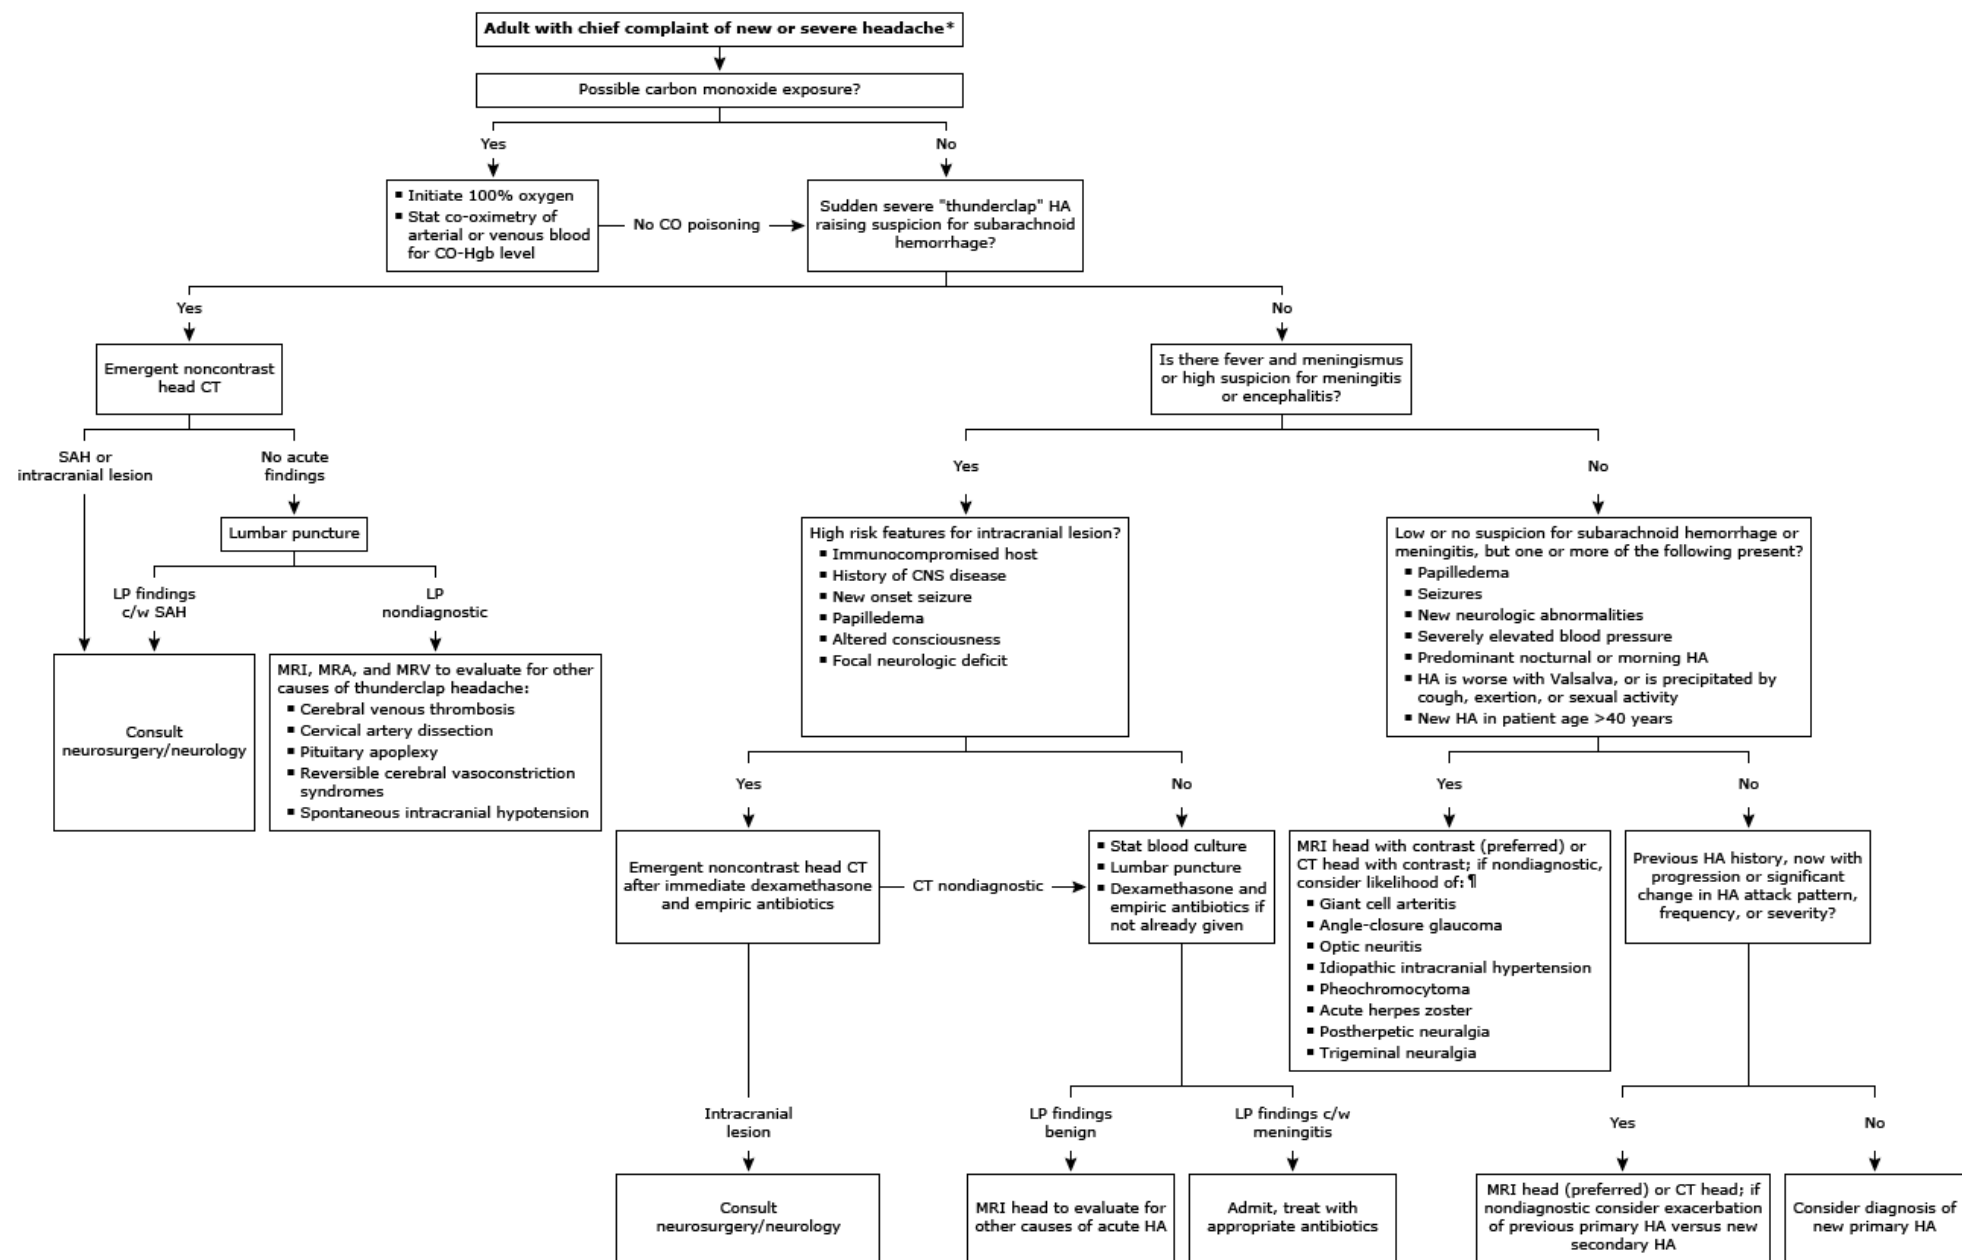 Adult with chief complaint of new or severe headache*
Possible carbon monoxide exposure?
Yes
No
▪ Initiate 100% oxygen
▪ Stat co-oximetry of
arterial or venous blood
for CO-Hgb level
No CO poisoning
Sudden severe "thunderclap" HA
raising suspicion for subarachnoid
hemorrhage?
Yes
No
Emergent noncontrast
head CT
Is there fever and meningismus
or high suspicion for meningitis
or encephalitis?
SAH or
intracranial lesion
No acute
findings
Yes
No
Lumbar puncture
LP findings
c/w SAH
LP
nondiagnostic
High risk features for intracranial lesion?
▪ Immunocompromised host
▪ History of CNS disease
▪ New onset seizure
▪ Papilledema
▪ Altered consciousness
▪ Focal neurologic deficit
Low or no suspicion for subarachnoid hemorrhage or
meningitis, but one or more of the following present?
▪ Papilledema
▪ Seizures
▪ New neurologic abnormalities
▪ Severely elevated blood pressure
▪ Predominant nocturnal or morning HA
▪ HA is worse with Valsalva, or is precipitated by
cough, exertion, or sexual activity
▪ New HA in patient age >40 years
Consult
neurosurgery/neurology
MRI, MRA, and MRV to evaluate for other
causes of thunderclap headache:
▪ Cerebral venous thrombosis
▪ Cervical artery dissection
▪ Pituitary apoplexy
▪ Reversible cerebral vasoconstriction
syndromes
▪ Spontaneous intracranial hypotension
Yes
No
Yes
No
Emergent noncontrast head CT
after immediate dexamethasone
and empiric antibiotics
CT nondiagnostic
▪ Stat blood culture
▪ Lumbar puncture
▪ Dexamethasone and
empiric antibiotics if
not already given
MRI head with contrast (preferred) or
CT head with contrast; if nondiagnostic,
consider likelihood of:¶
▪ Giant cell arteritis
▪ Angle-closure glaucoma
▪ Optic neuritis
▪ Idiopathic intracranial hypertension
▪ Pheochromocytoma
▪ Acute herpes zoster
▪ Postherpetic neuralgia
▪ Trigeminal neuralgia
Previous HA history, now with
progression or significant
change in HA attack pattern,
frequency, or severity?
Intracranial
lesion
LP findings
benign
LP findings c/w
meningitis
Yes
No
Consult
neurosurgery/neurology
MRI head to evaluate for
other causes of acute HA
Admit, treat with
appropriate antibiotics
MRI head (preferred) or CT head; if
nondiagnostic consider exacerbation
of previous primary HA versus new
secondary HA
Consider diagnosis of
new primary HA